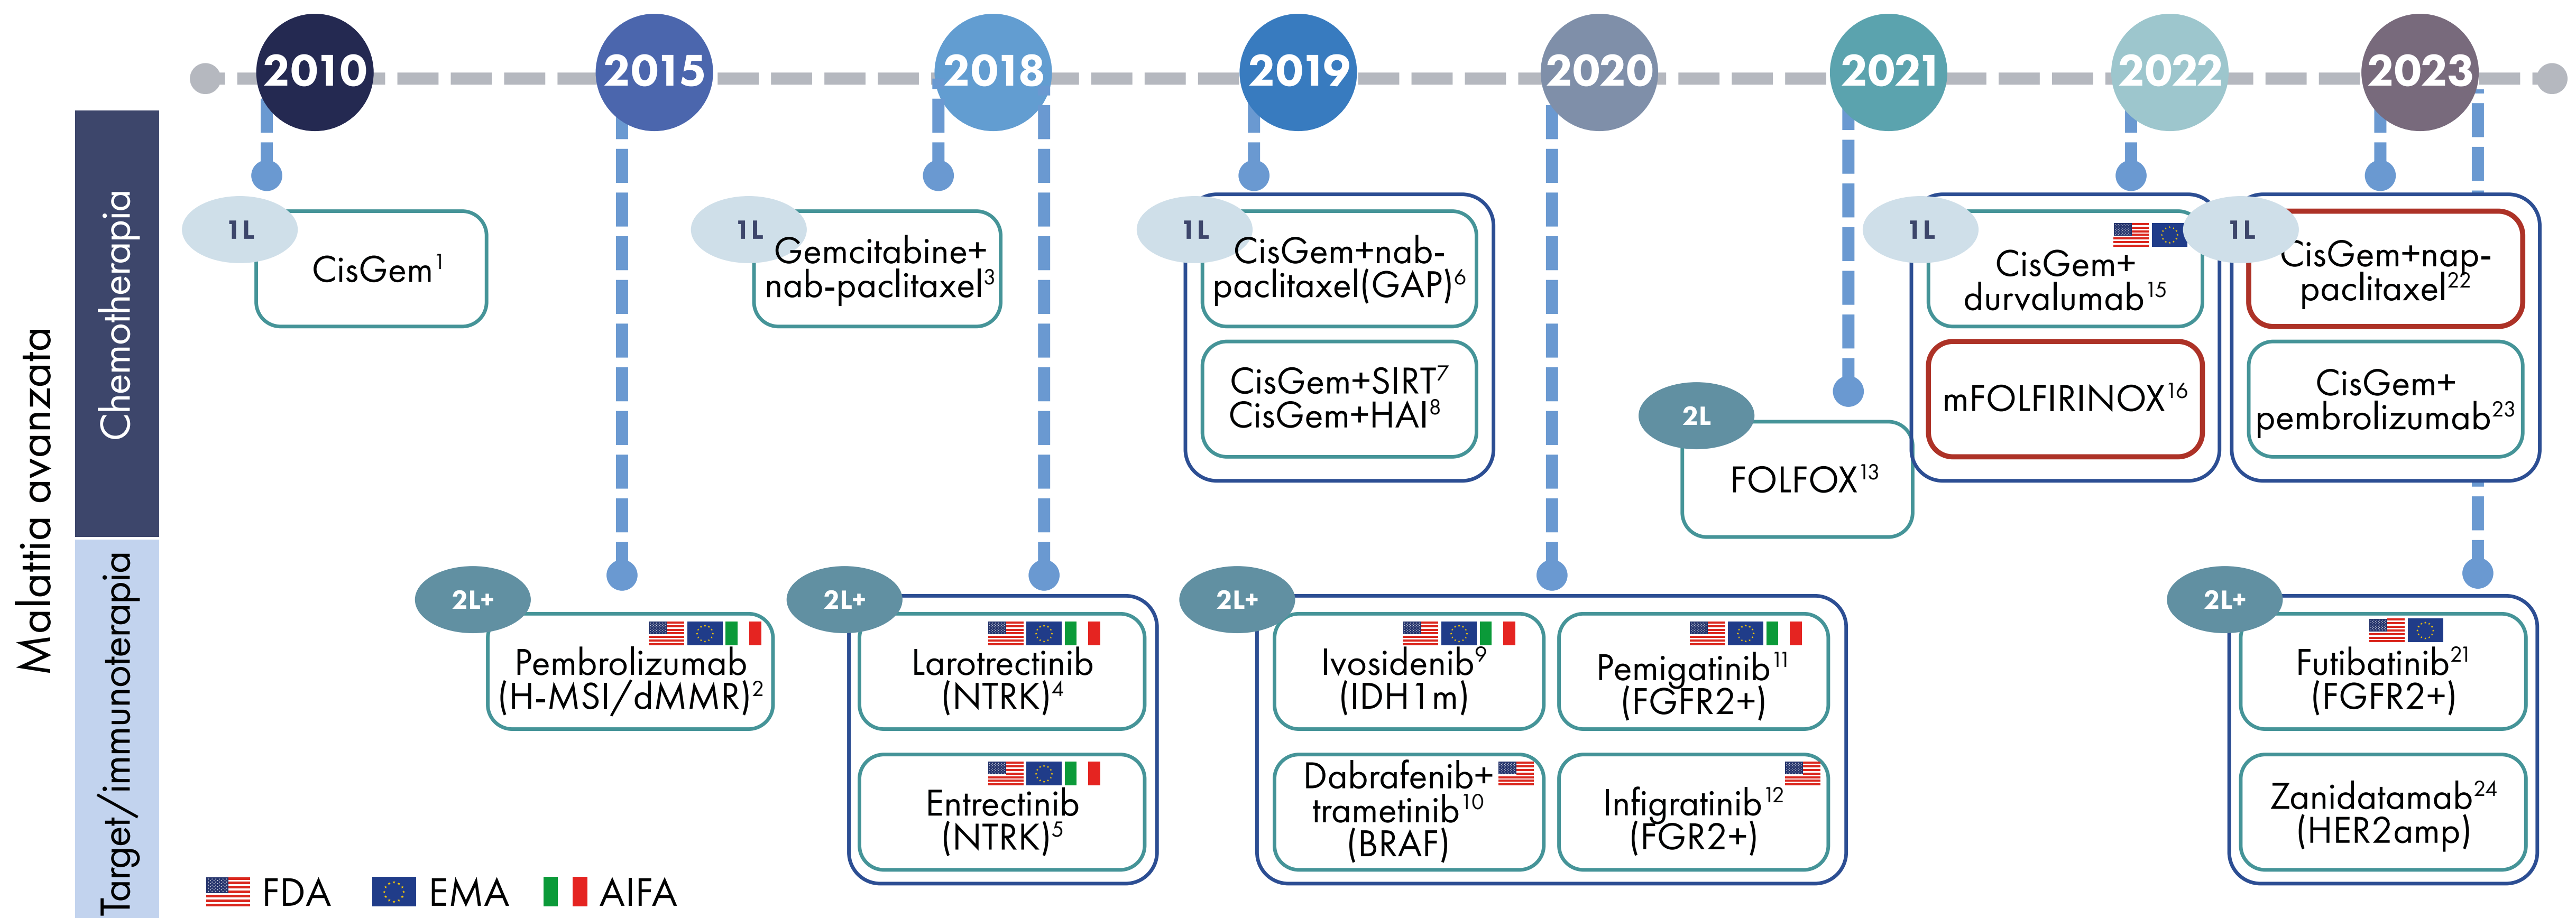 2010
2015
2018
2019
2020
2021
2022
2023
Malattia avanzata
Chemotherapia
Target/immunoterapia
1L
CisGem1
1L
Gemcitabine+
nab-paclitaxel3
1L
CisGem+nab-
paclitaxel(GAP)6
CisGem+SIRT7
CisGem+HAI8
2L
FOLFOX13
1L
CisGem+
durvalumab15
mFOLFIRINOX16
1L
CisGem+nap-
paclitaxel22
CisGem+
pembrolizumab23
2L+
Pembrolizumab
(H-MSI/dMMR)2
2L+
Larotrectinib
(NTRK)4
Entrectinib
(NTRK)5
2L+
Ivosidenib9
(IDH1m)
Pemigatinib11
(FGFR2+)
Dabrafenib+
trametinib10
(BRAF)
Infigratinib12
(FGR2+)
2L+
Futibatinib21
(FGFR2+)
Zanidatamab24
(HER2amp)
FDA
EMA
AIFA